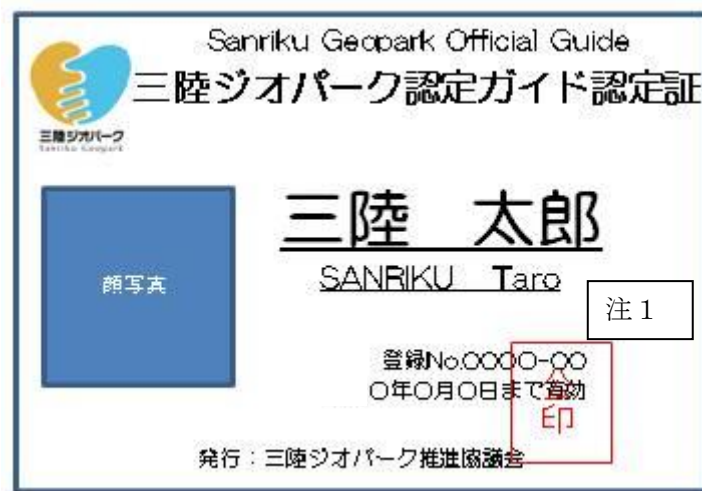 Sanriku Geopark Official Guide
三陸ジオパーク認定ガイド認定証
三陸ジオパーク
Sanriku Geopark
三陸　太郎
SANRIKU　Taro
顔写真
注１
登録No.〇〇〇〇-〇〇
〇年〇月〇日まで有効
公印
発行：三陸ジオパーク推進協議会